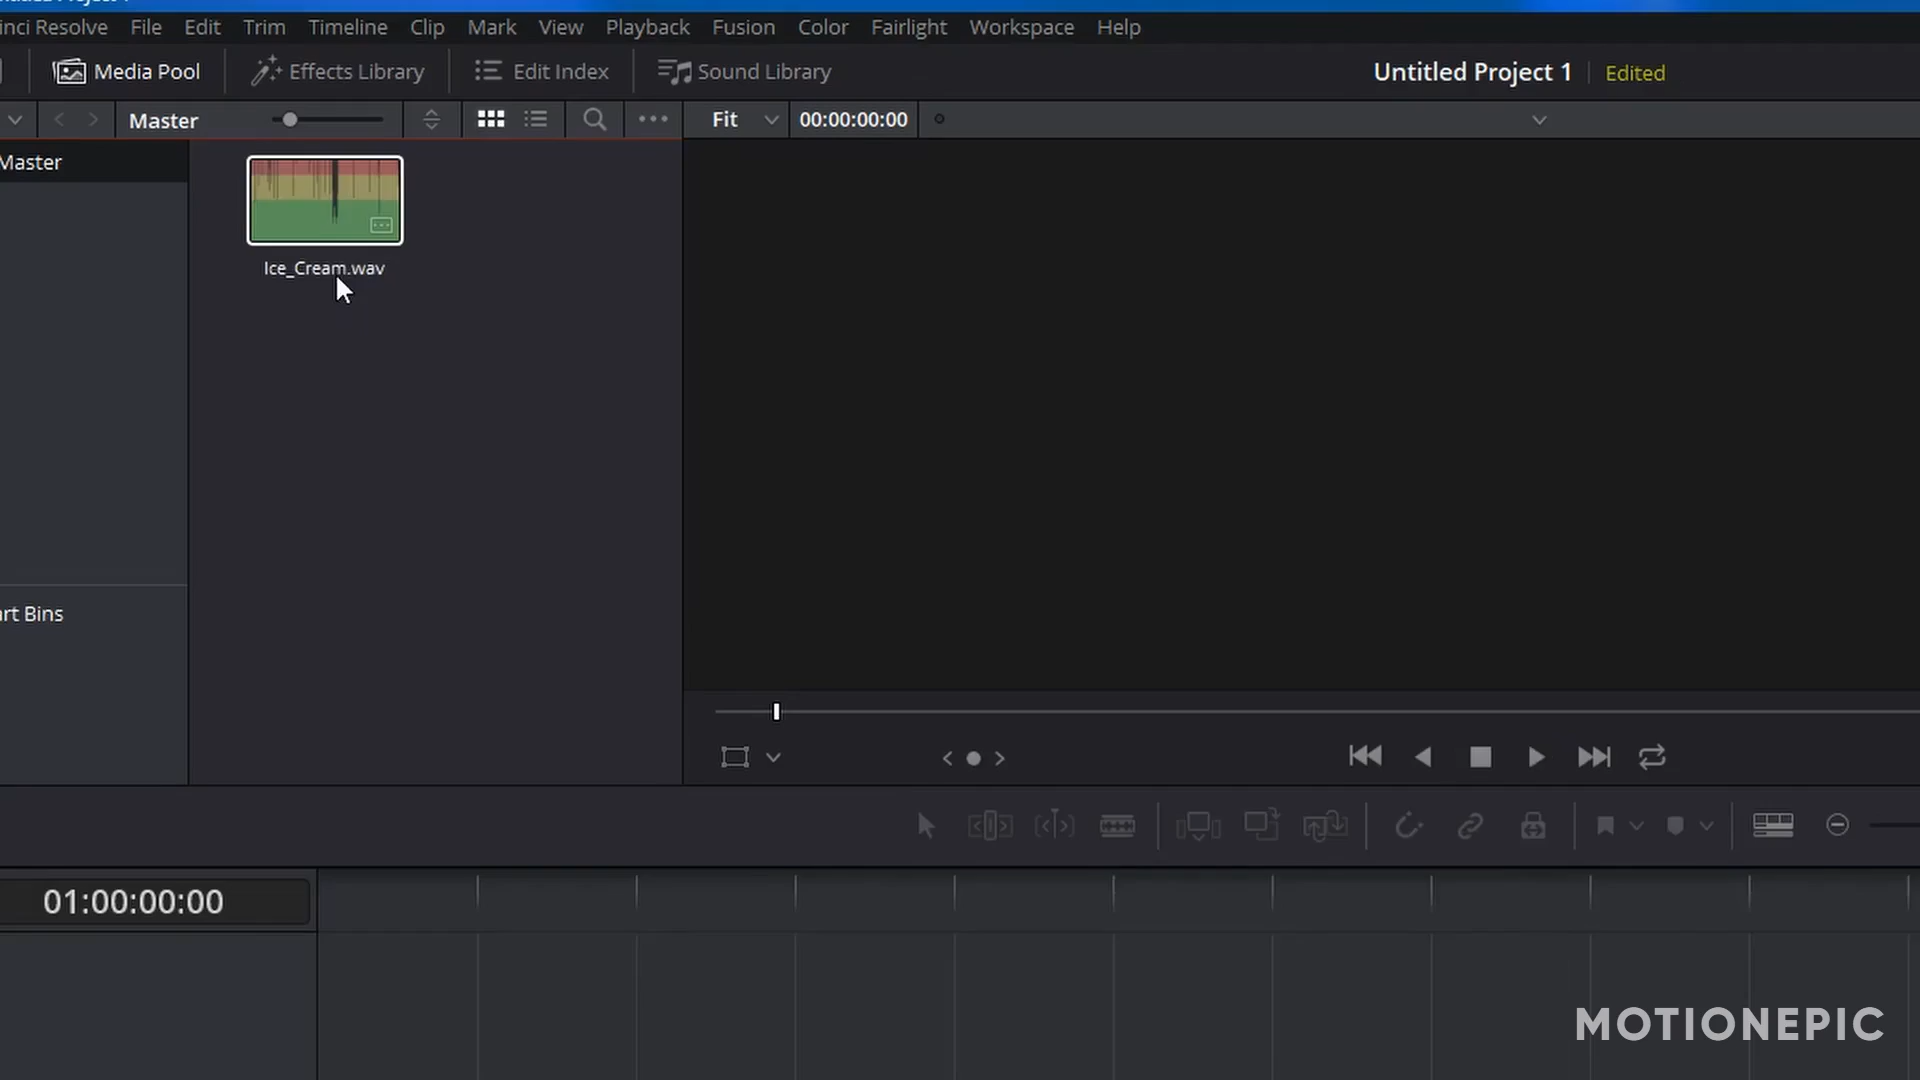 inci Resolve File Edit Trim Timeline Clip Mark View Playback Fusion Color Fairlight Workspace Help
Media Pool Effects Library Edit Index Sound Library Untitled Project 1 Edited
Master Fit 00:00:00:00
Master
Ice_Cream.wav
art Bins
01:00:00:00
MOTIONEPIC